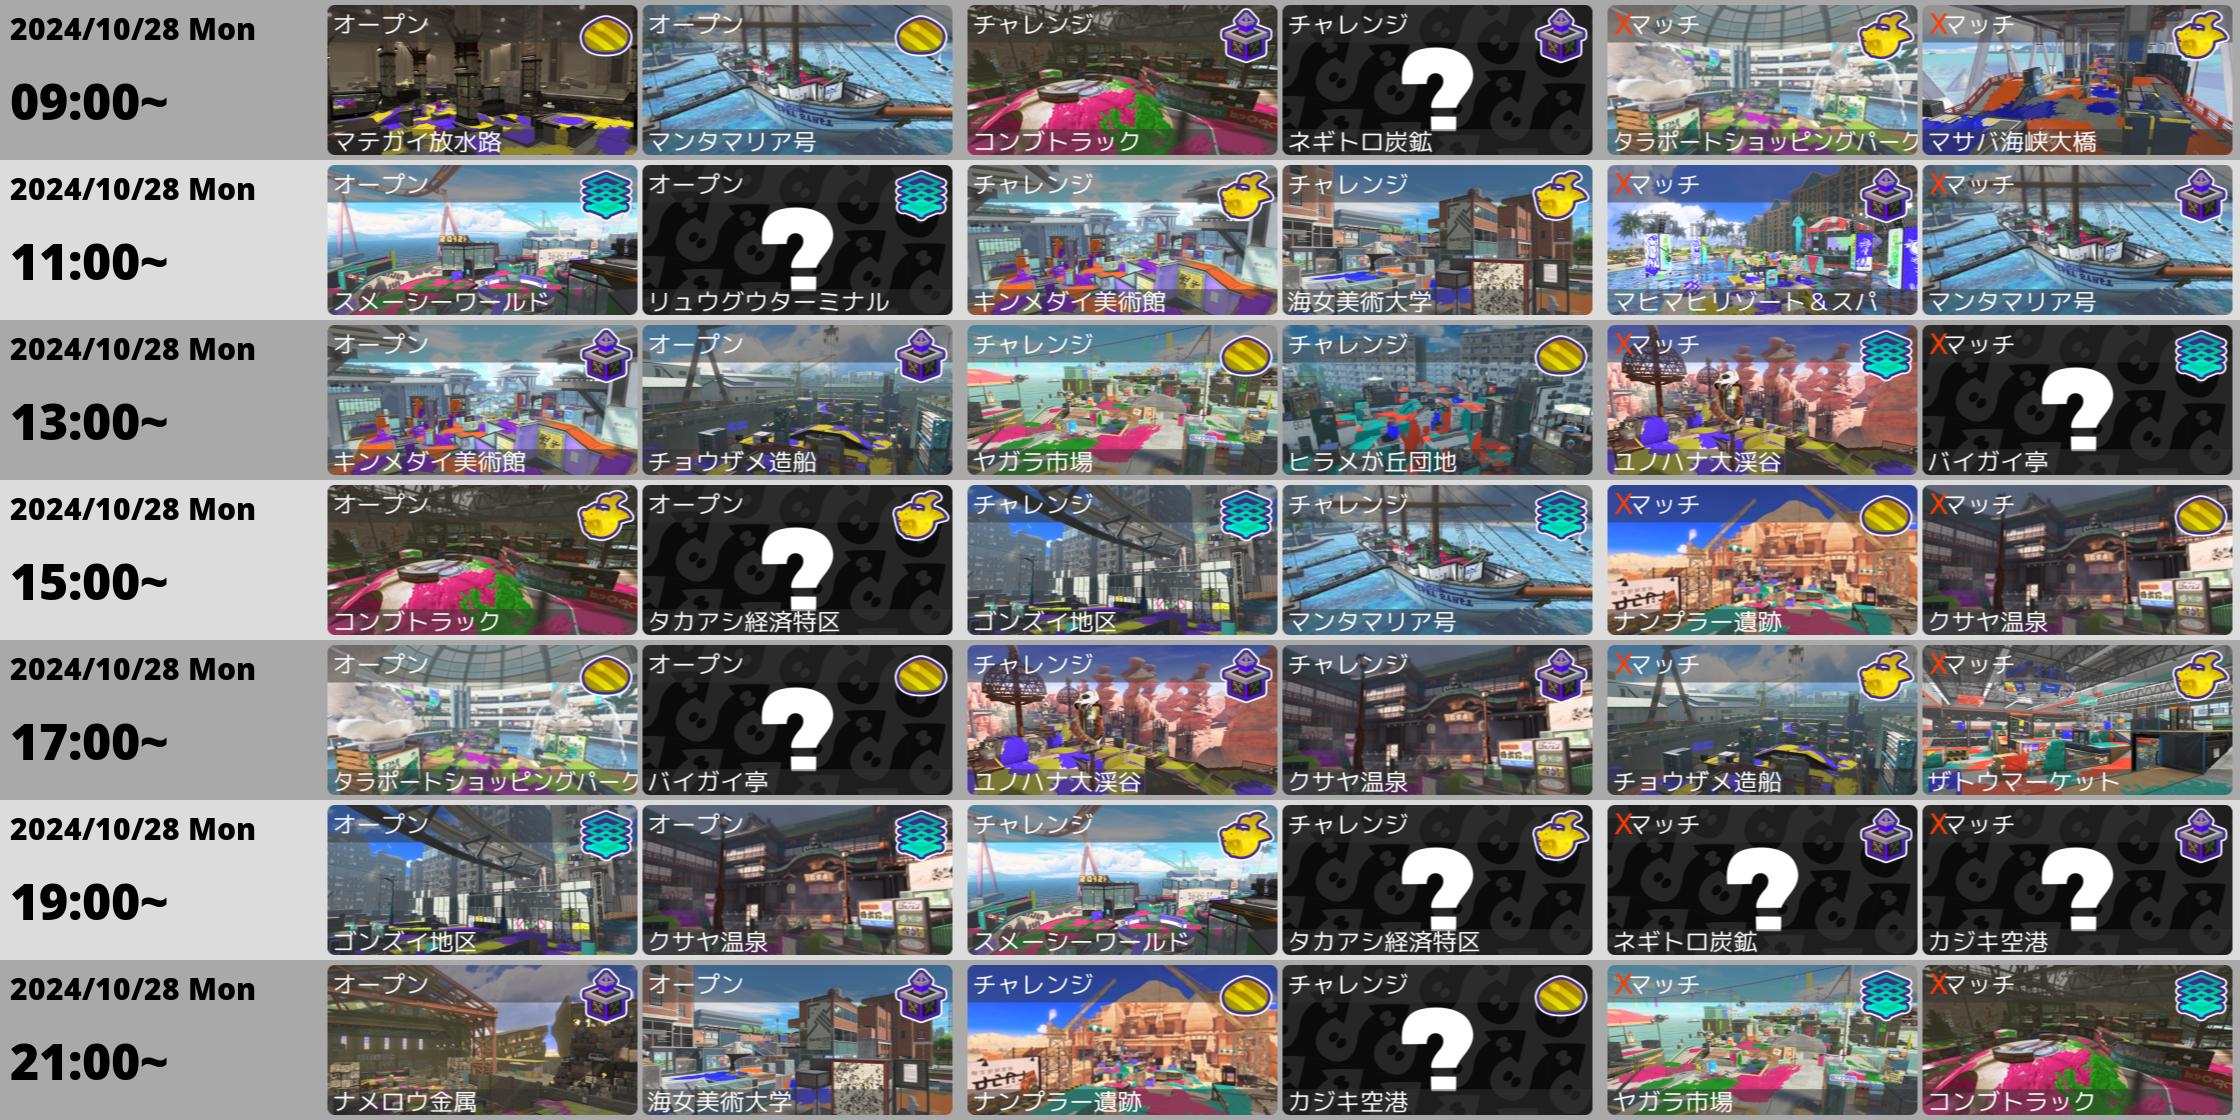 2024/10/28 Mon
09:00~
オープン
マテガイ放水路
オープン
マンタマリア号
チャレンジ
コンブトラック
チャレンジ
ネギトロ炭鉱
Xマッチ
タラポートショッピングパーク
Xマッチ
マサバ海峡大橋
2024/10/28 Mon
11:00~
オープン
スメーシーワールド
オープン
リュウグウターミナル
チャレンジ
キンメダイ美術館
チャレンジ
海女美術大学
Xマッチ
マヒマヒリゾート＆スパ
Xマッチ
マンタマリア号
2024/10/28 Mon
13:00~
オープン
キンメダイ美術館
オープン
チョウザメ造船
チャレンジ
ヤガラ市場
チャレンジ
ヒラメが丘団地
Xマッチ
ユノハナ大渓谷
Xマッチ
バイガイ亭
2024/10/28 Mon
15:00~
オープン
コンブトラック
オープン
タカアシ経済特区
チャレンジ
ゴンズイ地区
チャレンジ
マンタマリア号
Xマッチ
ナンプラー遺跡
Xマッチ
クサヤ温泉
2024/10/28 Mon
17:00~
オープン
タラポートショッピングパーク
オープン
バイガイ亭
チャレンジ
ユノハナ大渓谷
チャレンジ
クサヤ温泉
Xマッチ
チョウザメ造船
Xマッチ
ザトウマーケット
2024/10/28 Mon
19:00~
オープン
ゴンズイ地区
オープン
クサヤ温泉
チャレンジ
スメーシーワールド
チャレンジ
タカアシ経済特区
Xマッチ
ネギトロ炭鉱
Xマッチ
カジキ空港
2024/10/28 Mon
21:00~
オープン
ナメロウ金属
オープン
海女美術大学
チャレンジ
ナンプラー遺跡
チャレンジ
カジキ空港
Xマッチ
ヤガラ市場
Xマッチ
コンブトラック